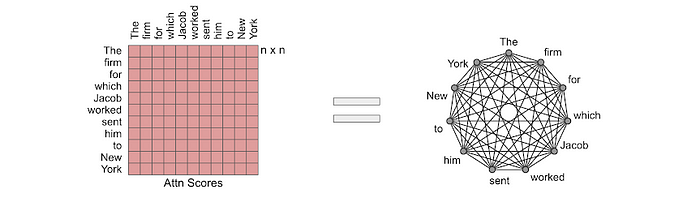 The firm for which Jacob worked sent him to New York
The
firm
for
which
Jacob
worked
sent
him
to
New
York
n x n
Attn Scores
The
firm
for
which
Jacob
worked
sent
him
to
New
York